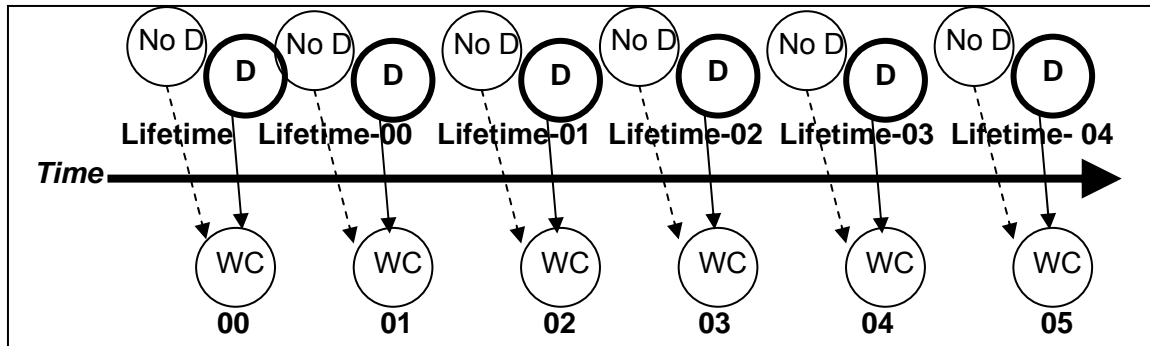 No D No D No D No D No D No D
D D D D D D
Lifetime Lifetime-00 Lifetime-01 Lifetime-02 Lifetime-03 Lifetime- 04
Time
WC WC WC WC WC WC
00 01 02 03 04 05